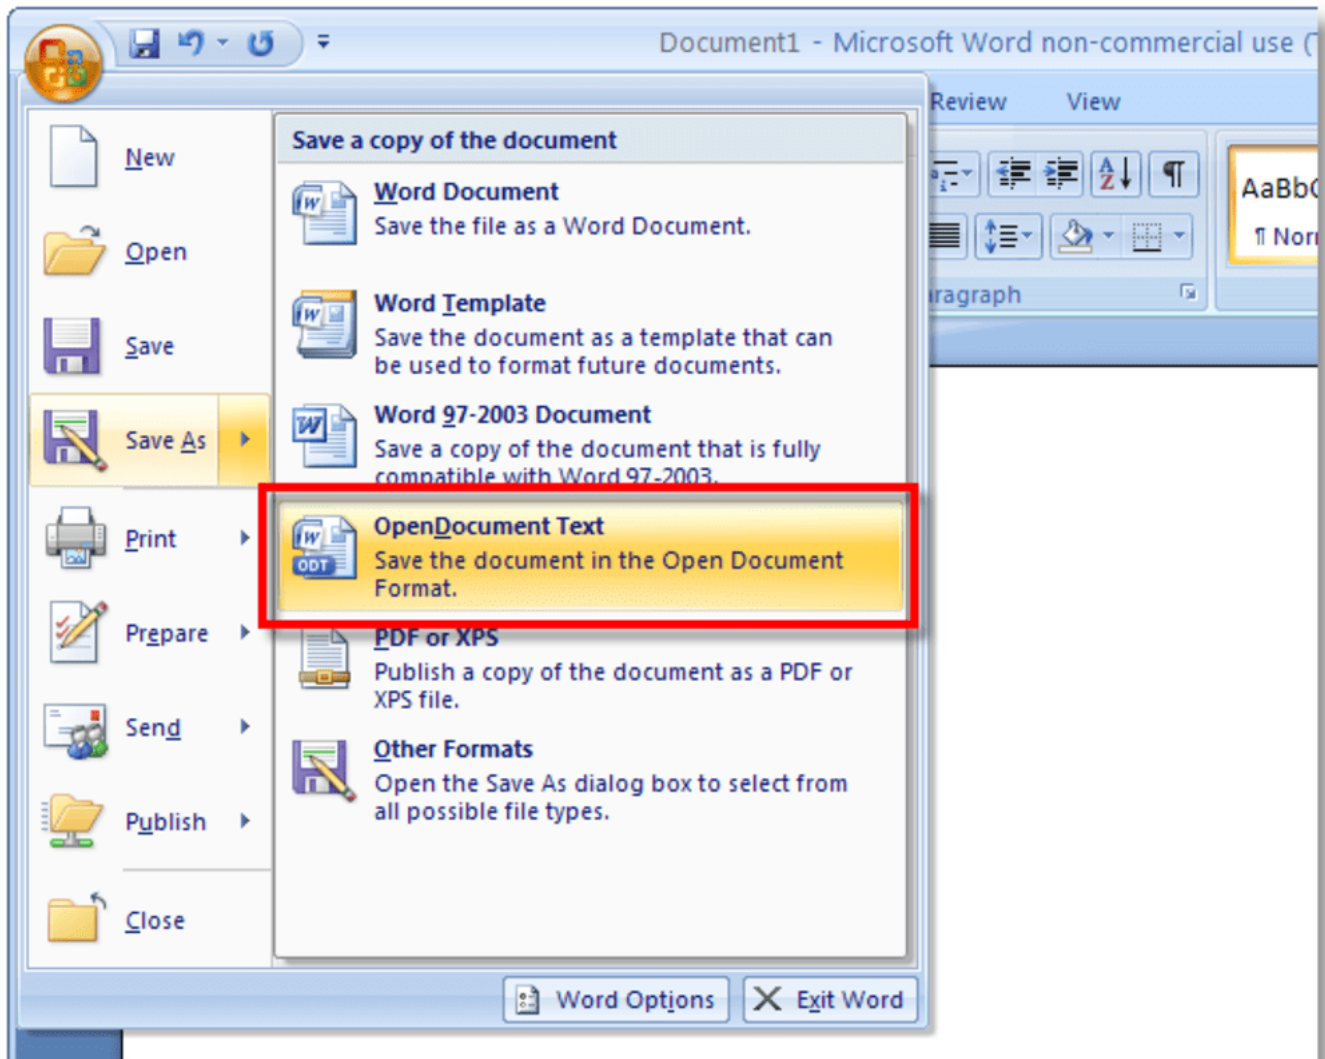 Document1 - Microsoft Word non-commercial use (T
Review View
New
Open
Save
Save As
Print
Prepare
Send
Publish
Close
Save a copy of the document
Word Document
Save the file as a Word Document.
Word Template
Save the document as a template that can
be used to format future documents.
Word 97-2003 Document
Save a copy of the document that is fully
compatible with Word 97-2003.
ODT
OpenDocument Text
Save the document in the Open Document
Format.
PDF or XPS
Publish a copy of the document as a PDF or
XPS file.
Other Formats
Open the Save As dialog box to select from
all possible file types.
AaBbC
¶ Nor
ragraph
Word Options Exit Word